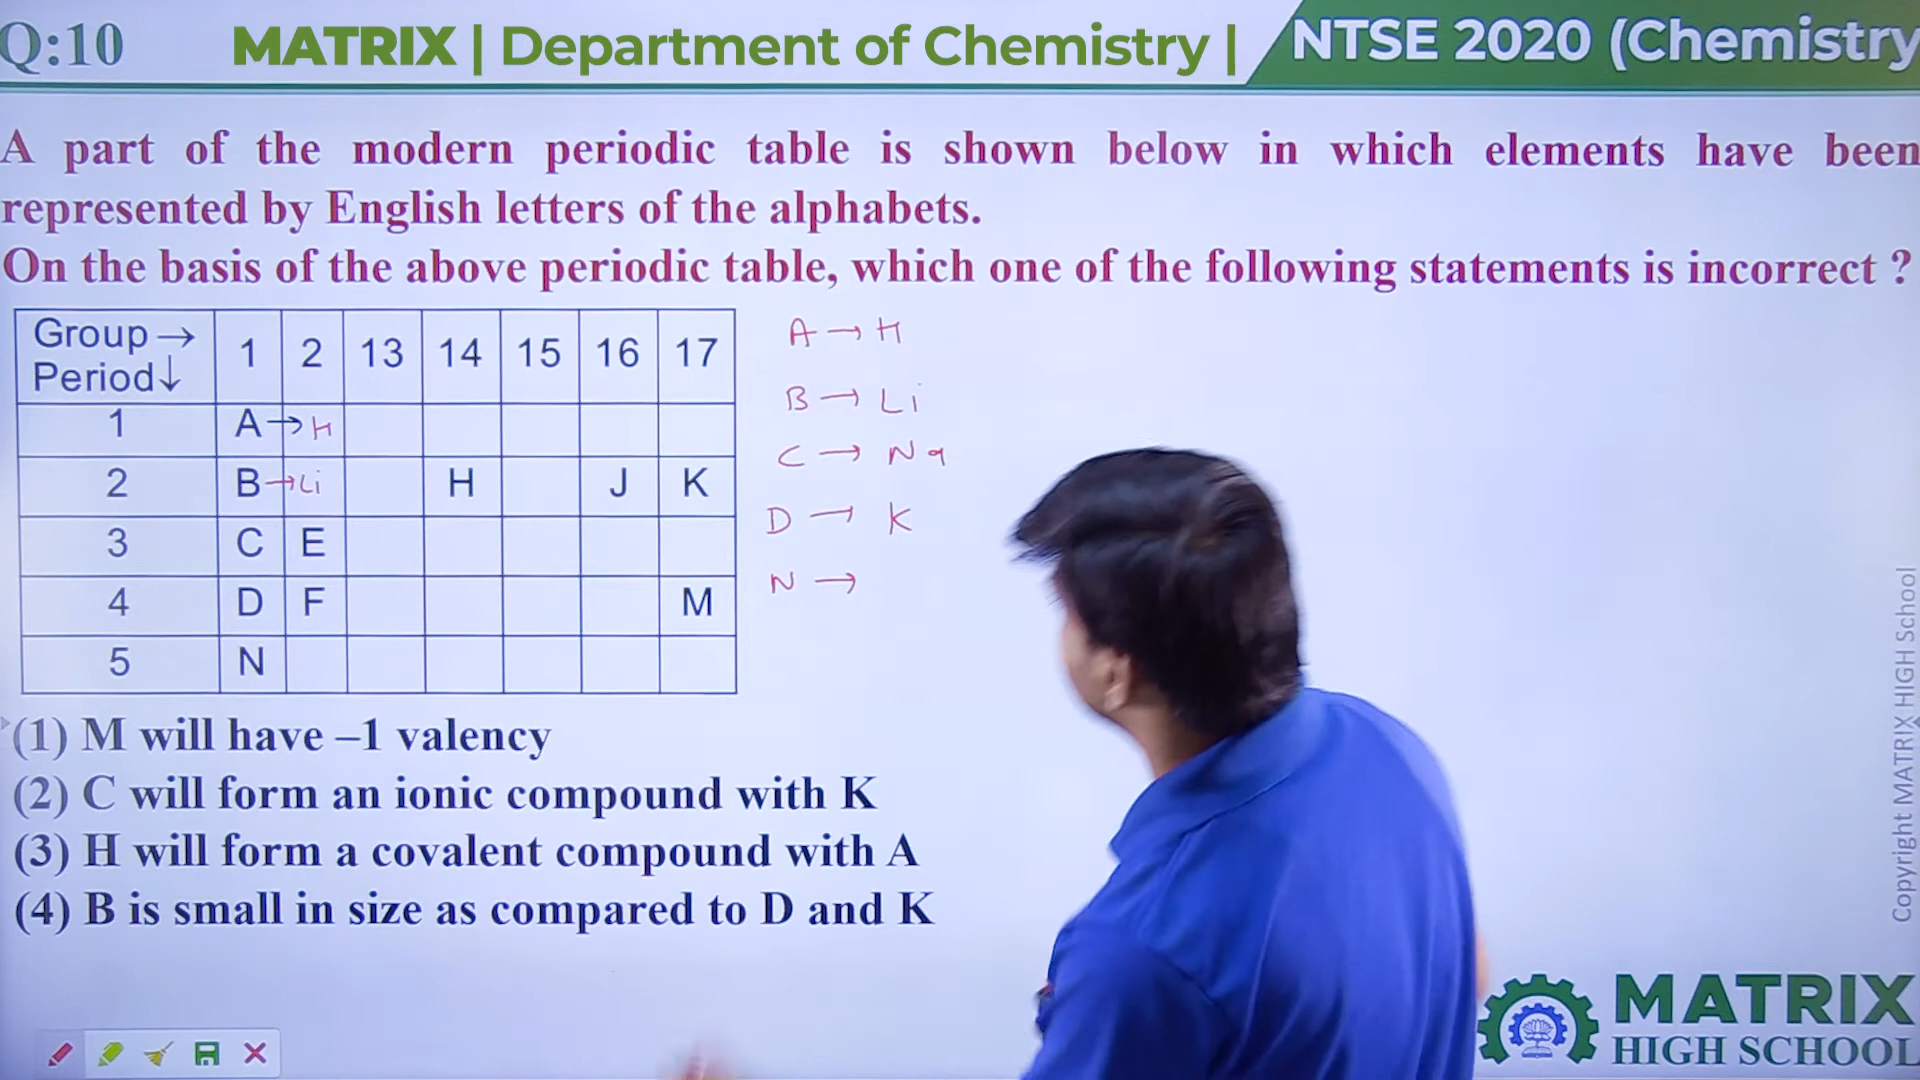 Q:10 MATRIX | Department of Chemistry | NTSE 2020 (Chemistry
A part of the modern periodic table is shown below in which elements have been
represented by English letters of the alphabets.
On the basis of the above periodic table, which one of the following statements is incorrect ?
Group → 1 2 13 14 15 16 17
Period↓
1 A → H
2 B → Li H J K
3 C E
4 D F M
5 N
A → H
B → Li
C → Na
D → K
N →
(1) M will have –1 valency
(2) C will form an ionic compound with K
(3) H will form a covalent compound with A
(4) B is small in size as compared to D and K
Copyright MATRIX HIGH School
MATRIX
HIGH SCHOOL